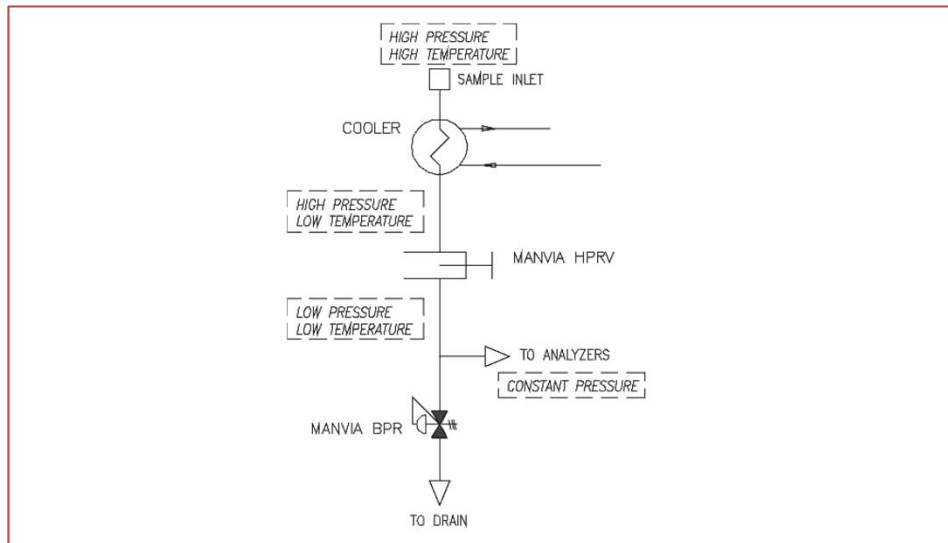 HIGH PRESSURE
HIGH TEMPERATURE
SAMPLE INLET
COOLER
HIGH PRESSURE
LOW TEMPERATURE
MANVIA HPRV
LOW PRESSURE
LOW TEMPERATURE
TO ANALYZERS
CONSTANT PRESSURE
MANVIA BPR
TO DRAIN